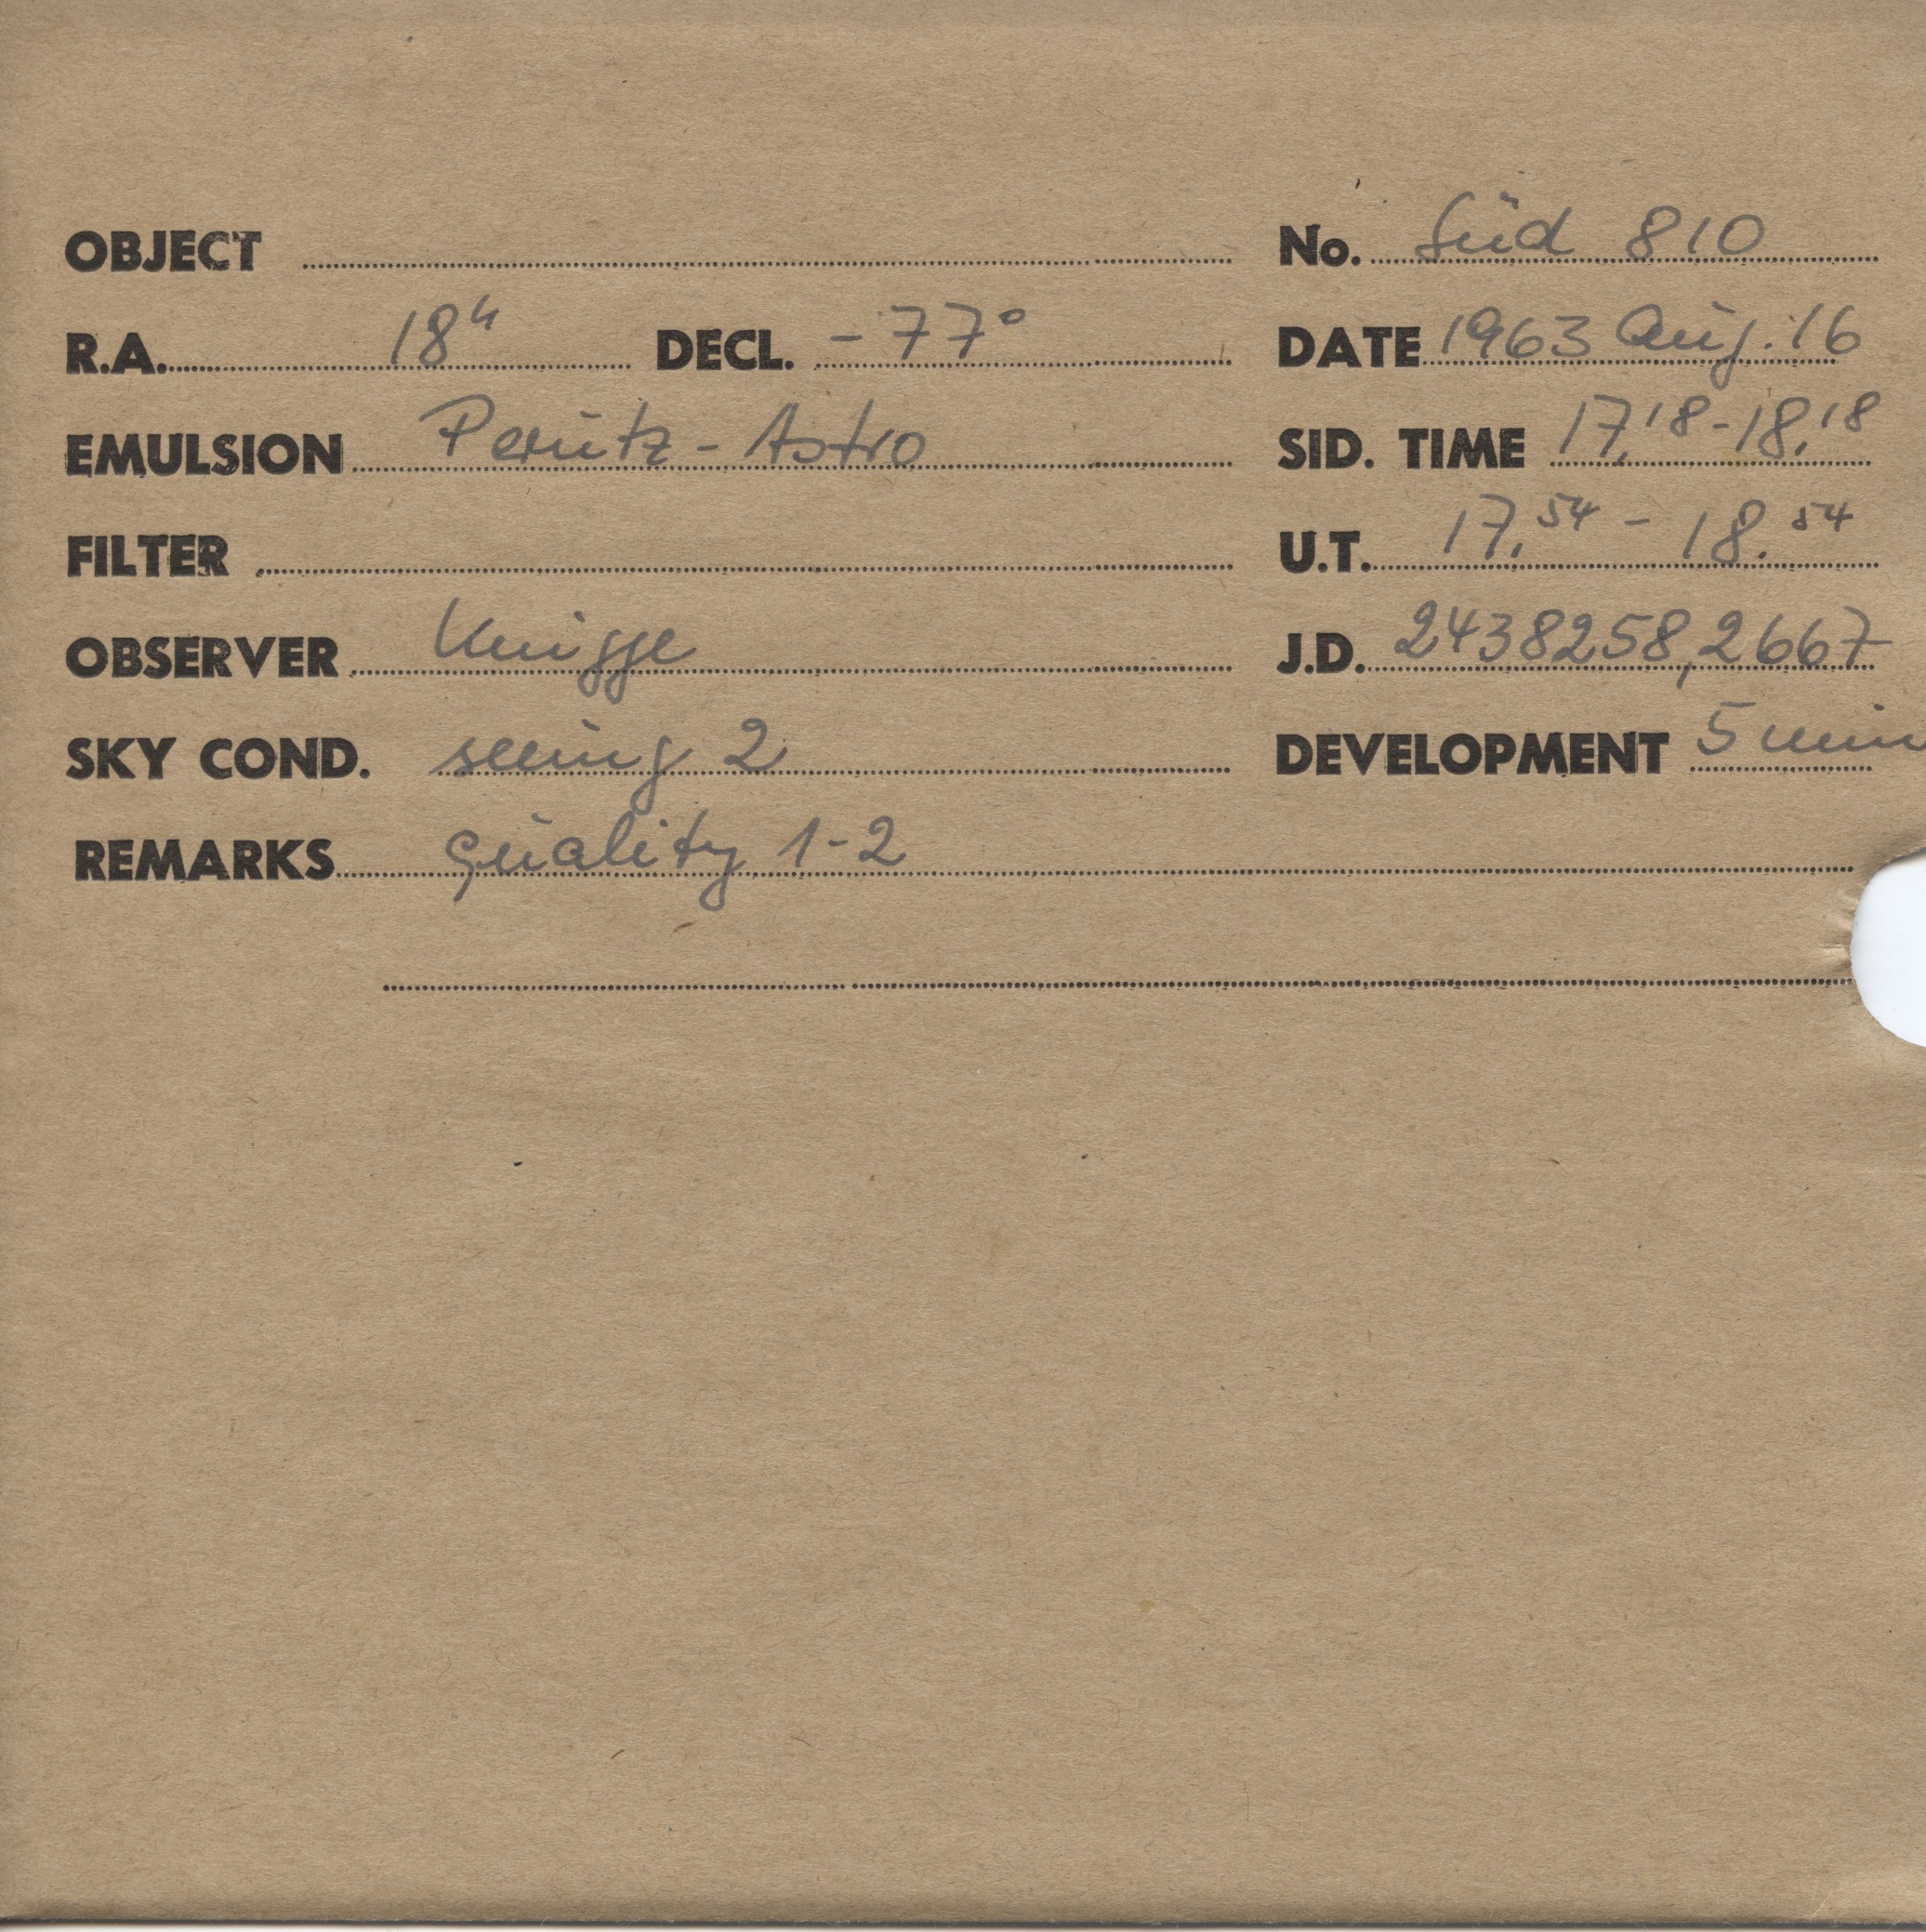 OBJECT No. Süd 810
R.A. 18h DECL. -77° DATE 1963 Aug. 16
EMULSION Perutz - Astro SID. TIME 17.18 - 18.18
FILTER U.T. 17.54 - 18.54
OBSERVER Knigge J.D. 2438258,2667
SKY COND. seeing 2 DEVELOPMENT 5 min
REMARKS quality 1-2